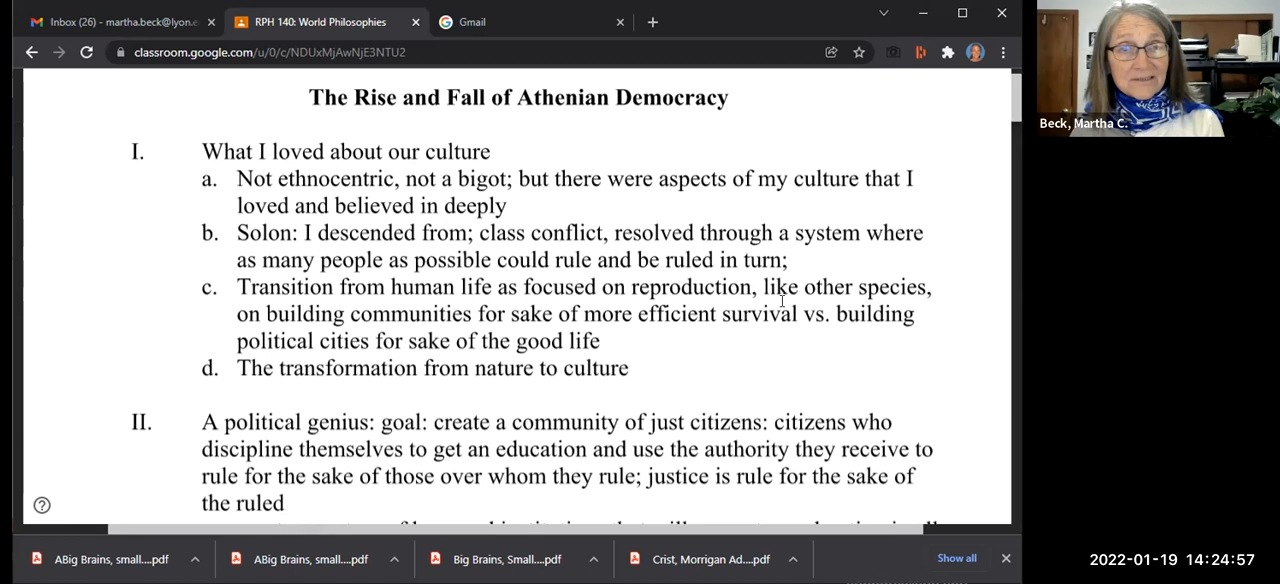 Inbox (26) - martha.beck@lyon.e
RPH 140: World Philosophies
Gmail
classroom.google.com/u/0/c/NDUxMjAwNjE3NTU2
Beck, Martha C.
The Rise and Fall of Athenian Democracy
I. What I loved about our culture
a. Not ethnocentric, not a bigot; but there were aspects of my culture that I
loved and believed in deeply
b. Solon: I descended from; class conflict, resolved through a system where
as many people as possible could rule and be ruled in turn;
c. Transition from human life as focused on reproduction, like other species,
on building communities for sake of more efficient survival vs. building
political cities for sake of the good life
d. The transformation from nature to culture
II. A political genius: goal: create a community of just citizens: citizens who
discipline themselves to get an education and use the authority they receive to
rule for the sake of those over whom they rule; justice is rule for the sake of
the ruled
ABig Brains, small....pdf
ABig Brains, small....pdf
Big Brains, Small....pdf
Crist, Morrigan Ad....pdf
Show all
2022-01-19 14:24:57